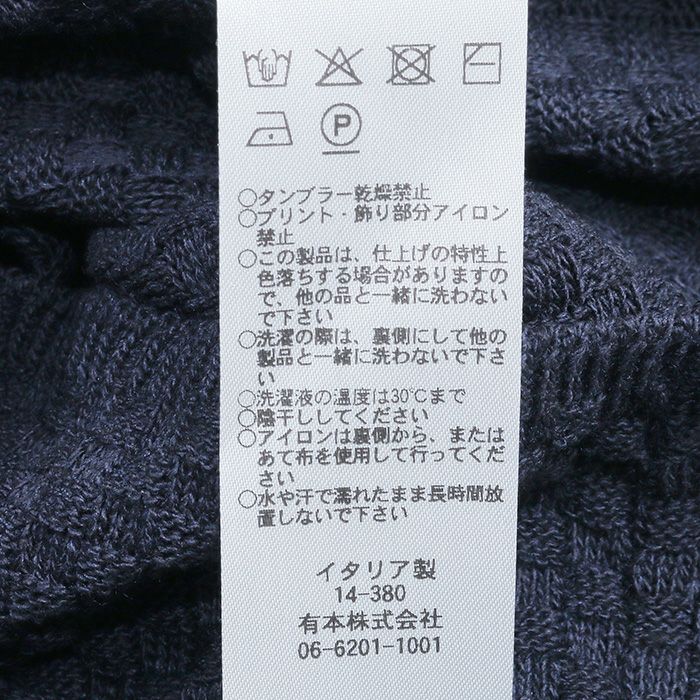 P
○タンブラー乾燥禁止
○プリント・飾り部分アイロン
禁止
○この製品は、仕上げの特性上
色落ちする場合がありますの
で、他の品と一緒に洗わない
で下さい
○洗濯の際は、裏側にして他の
製品と一緒に洗わないで下さ
い
○洗濯液の温度は30℃まで
○陰干ししてください
○アイロンは裏側から、または
あて布を使用して行ってくだ
さい
○水や汗で濡れたまま長時間放
置しないで下さい
イタリア製
14-380
有本株式会社
06-6201-1001